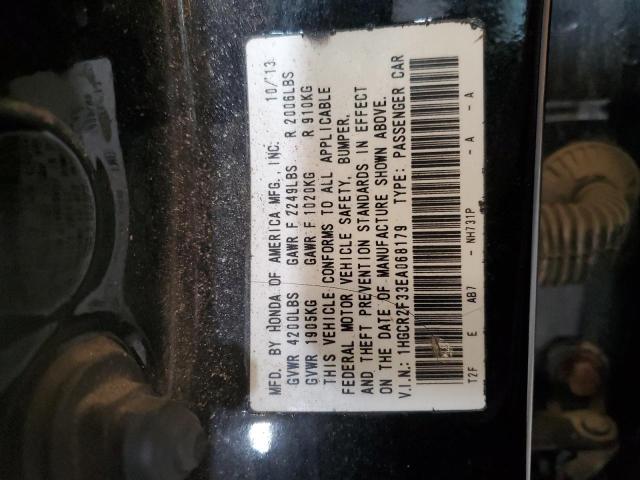 MFD. BY HONDA OF AMERICA MFG., INC. 10/13
GVWR 4200LBS GAWR F 2249LBS R 2006LBS
GVWR 1905KG GAWR F 1020KG R 910KG
THIS VEHICLE CONFORMS TO ALL APPLICABLE
FEDERAL MOTOR VEHICLE SAFETY, BUMPER,
AND THEFT PREVENTION STANDARDS IN EFFECT
ON THE DATE OF MANUFACTURE SHOWN ABOVE.
V.I.N.: 1HGCR2F33EA068179 TYPE: PASSENGER CAR
T2F E AB7 - NH731P - A - A